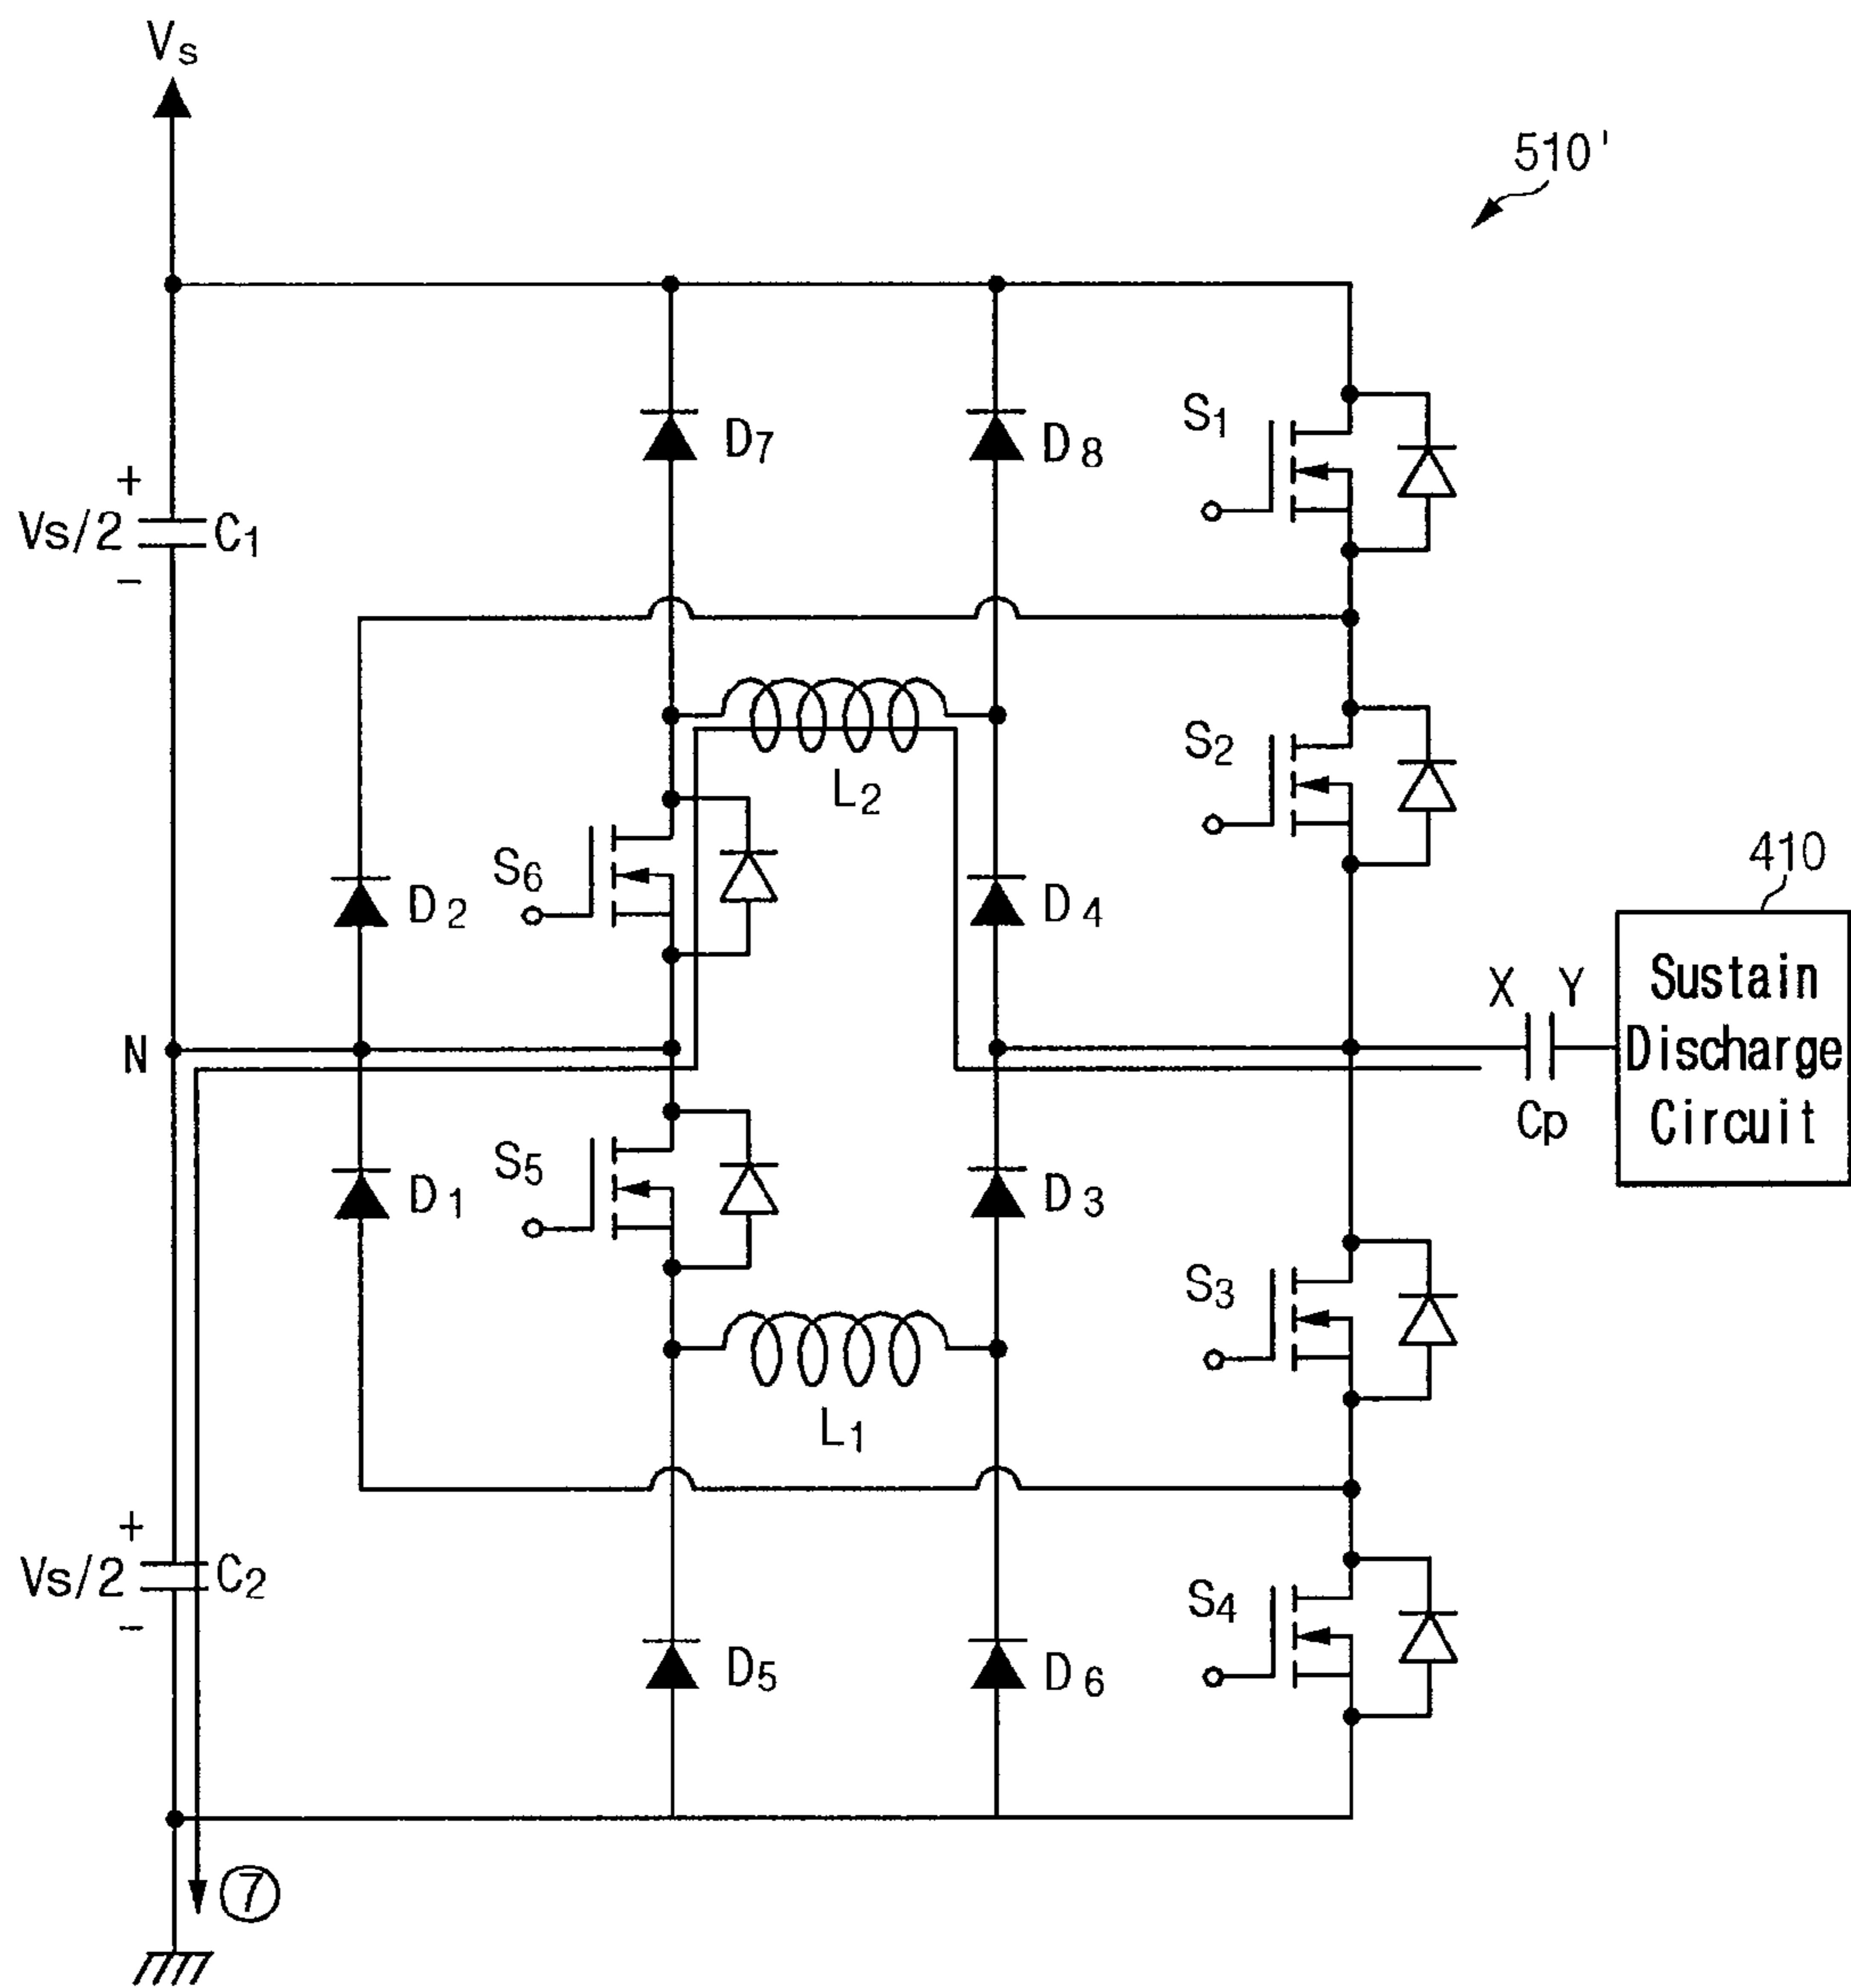 Vs
510'
S1
D7
D8
+
Vs/2
C1
-
S2
L2
S6
410
D2
D4
X
Y
Sustain
Discharge
Circuit
N
Cp
S5
D1
D3
S3
L1
+
Vs/2
C2
-
S4
D5
D6
⑦